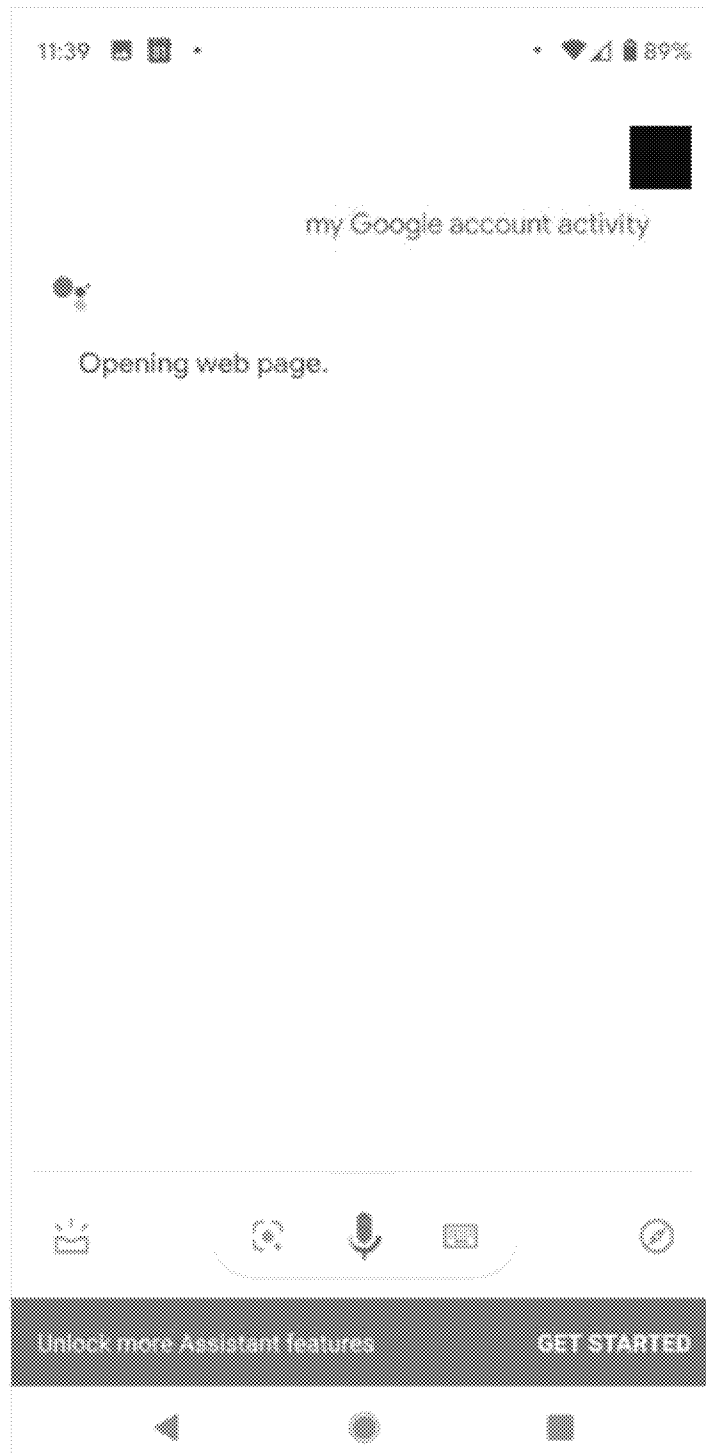 11:39
89%
my Google account activity
Opening web page.
Unlock more Assistant features
GET STARTED